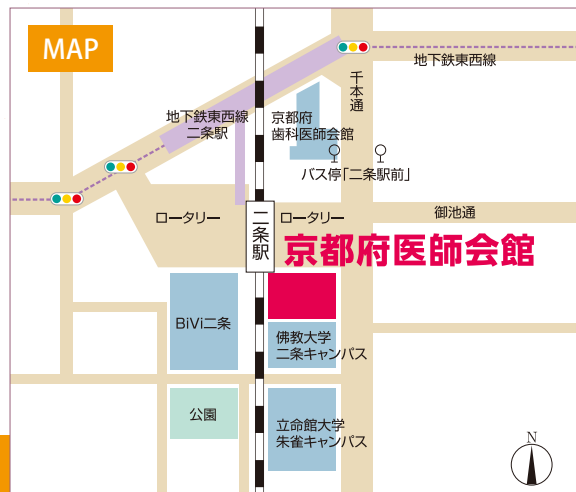 MAP
地下鉄東西線
千本通
地下鉄東西線
二条駅
京都府
歯科医師会館
バス停「二条駅前」
ロータリー
二条駅
ロータリー
御池通
京都府医師会館
BiVi二条
佛教大学
二条キャンパス
公園
立命館大学
朱雀キャンパス
N